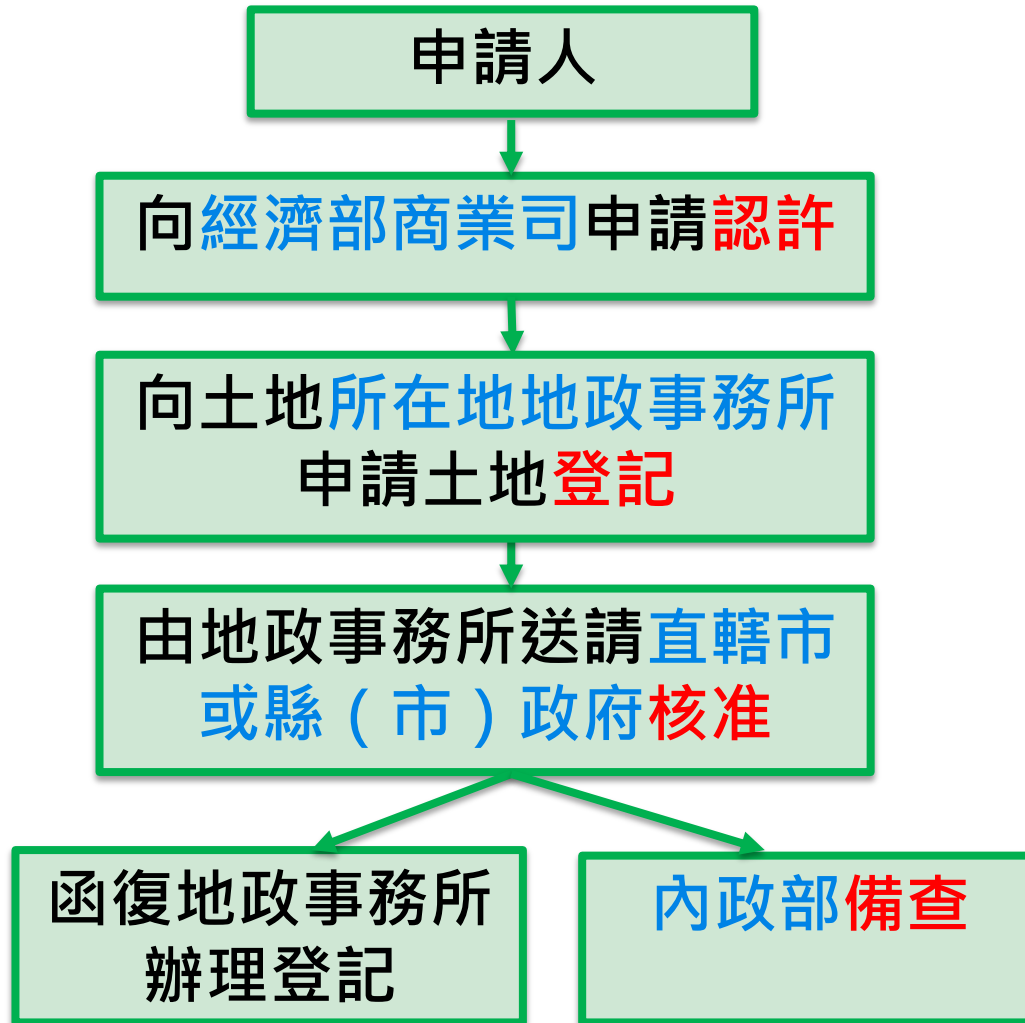 申請人
向經濟部商業司申請認許
向土地所在地地政事務所
申請土地登記
由地政事務所送請直轄市
或縣（市）政府核准
函復地政事務所
辦理登記
內政部備查